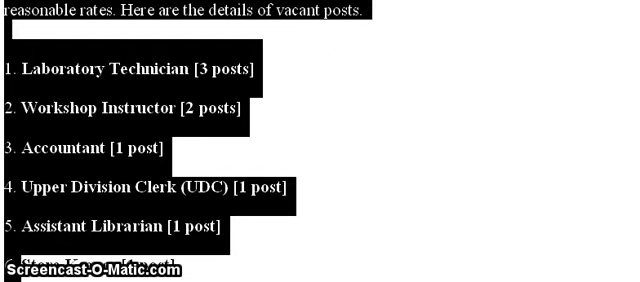 reasonable rates. Here are the details of vacant posts.
1. Laboratory Technician [3 posts]
2. Workshop Instructor [2 posts]
3. Accountant [1 post]
4. Upper Division Clerk (UDC) [1 post]
5. Assistant Librarian [1 post]
Screencast-O-Matic.com